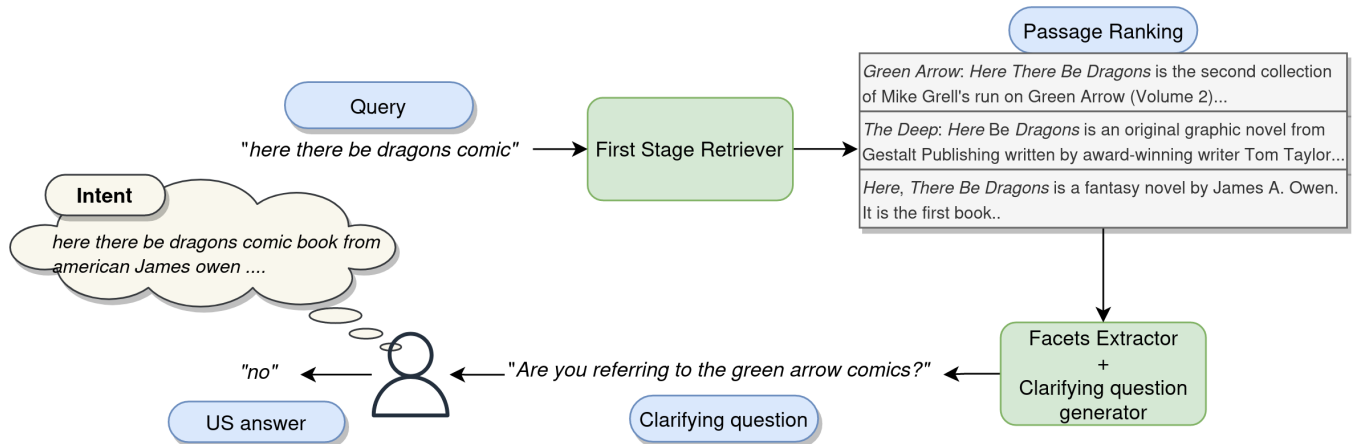 Passage Ranking
Green Arrow: Here There Be Dragons is the second collection
of Mike Grell's run on Green Arrow (Volume 2)...
The Deep: Here Be Dragons is an original graphic novel from
Gestalt Publishing written by award-winning writer Tom Taylor...
Here, There Be Dragons is a fantasy novel by James A. Owen.
It is the first book..
Query
"here there be dragons comic"
First Stage Retriever
Intent
here there be dragons comic book from
american James owen ....
Facets Extractor
+
Clarifying question
generator
"Are you referring to the green arrow comics?"
Clarifying question
"no"
US answer